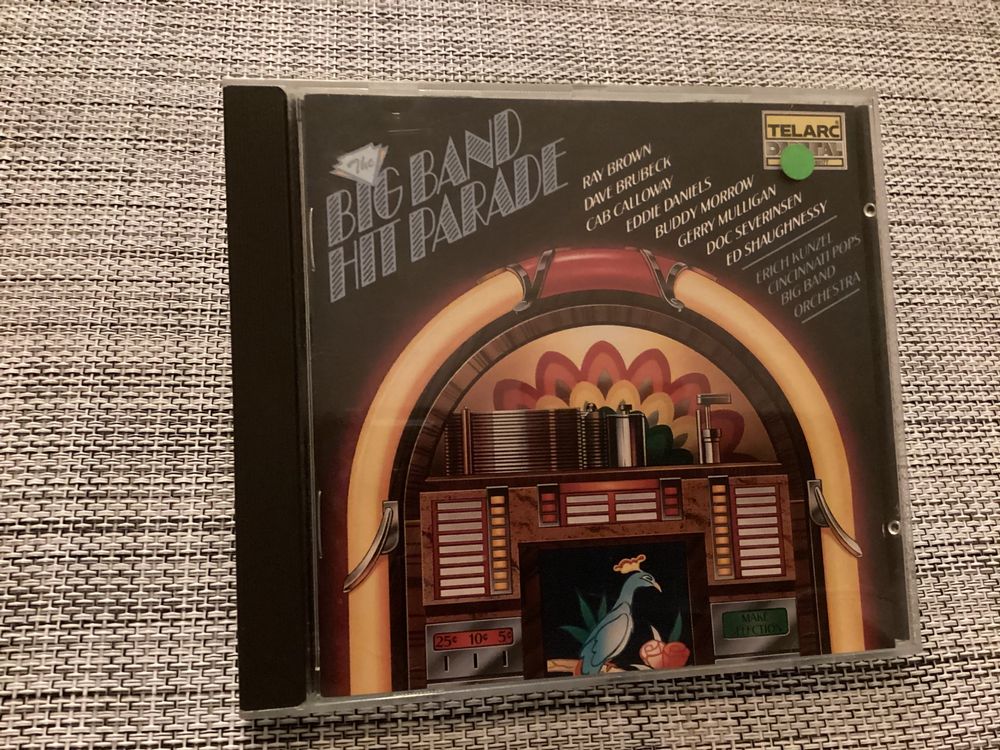 The
BIG BAND
HIT PARADE
RAY BROWN
DAVE BRUBECK
CAB CALLOWAY
EDDIE DANIELS
BUDDY MORROW
GERRY MULLIGAN
DOC SEVERINSEN
ED SHAUGHNESSY
ERICH KUNZEL
CINCINNATI POPS
BIG BAND
ORCHESTRA
TELARC
DIGITAL
25¢ 10¢ 5¢
MAKE
SELECTION